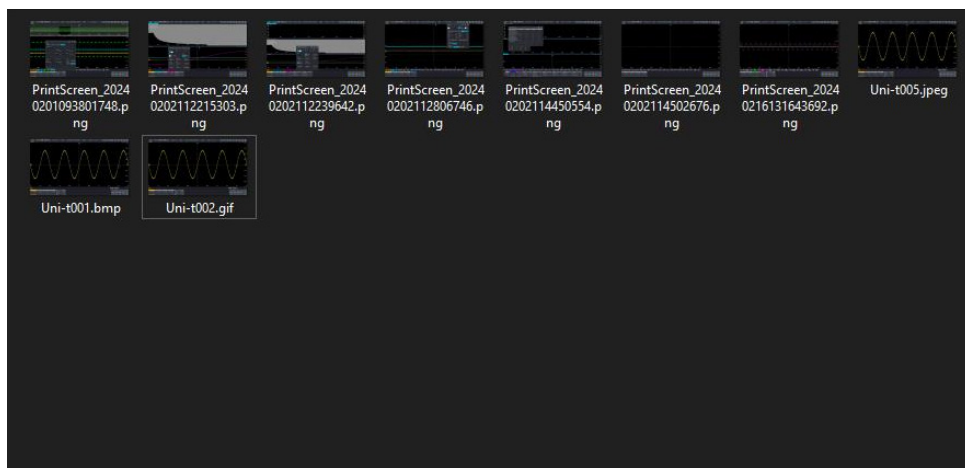 PrintScreen_2024
0201093801748.p
ng
PrintScreen_2024
0202112215303.p
ng
PrintScreen_2024
0202112239642.p
ng
PrintScreen_2024
0202112806746.p
ng
PrintScreen_2024
0202114450554.p
ng
PrintScreen_2024
0202114502676.p
ng
PrintScreen_2024
0216131643692.p
ng
Uni-t005.jpeg
Uni-t001.bmp
Uni-t002.gif